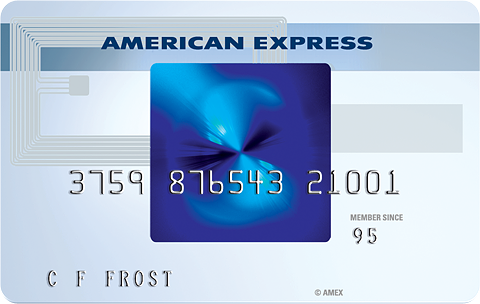 AMERICAN EXPRESS
3759 876543 21001
MEMBER SINCE
95
C F FROST
© AMEX